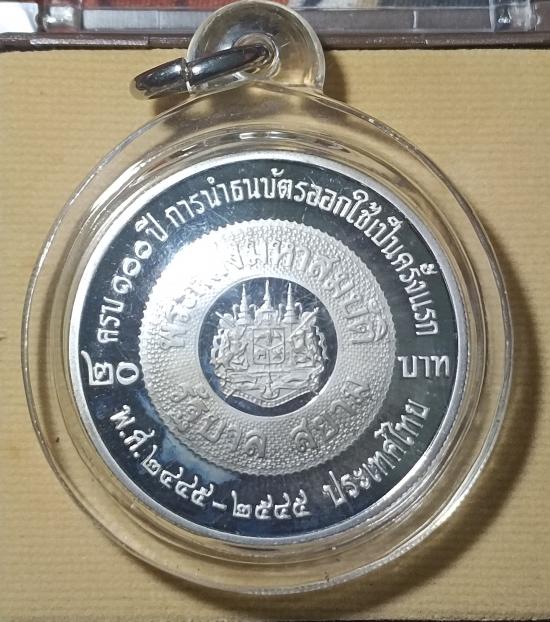 ครบ ๑๐๐ ปี การนำธนบัตรออกใช้เป็นครั้งแรก
๒๐ บาท
พ.ศ. ๒๔๔๕-๒๕๔๕ ประเทศไทย
พระคลังมหาสมบัติ
รัฐบาล สยาม